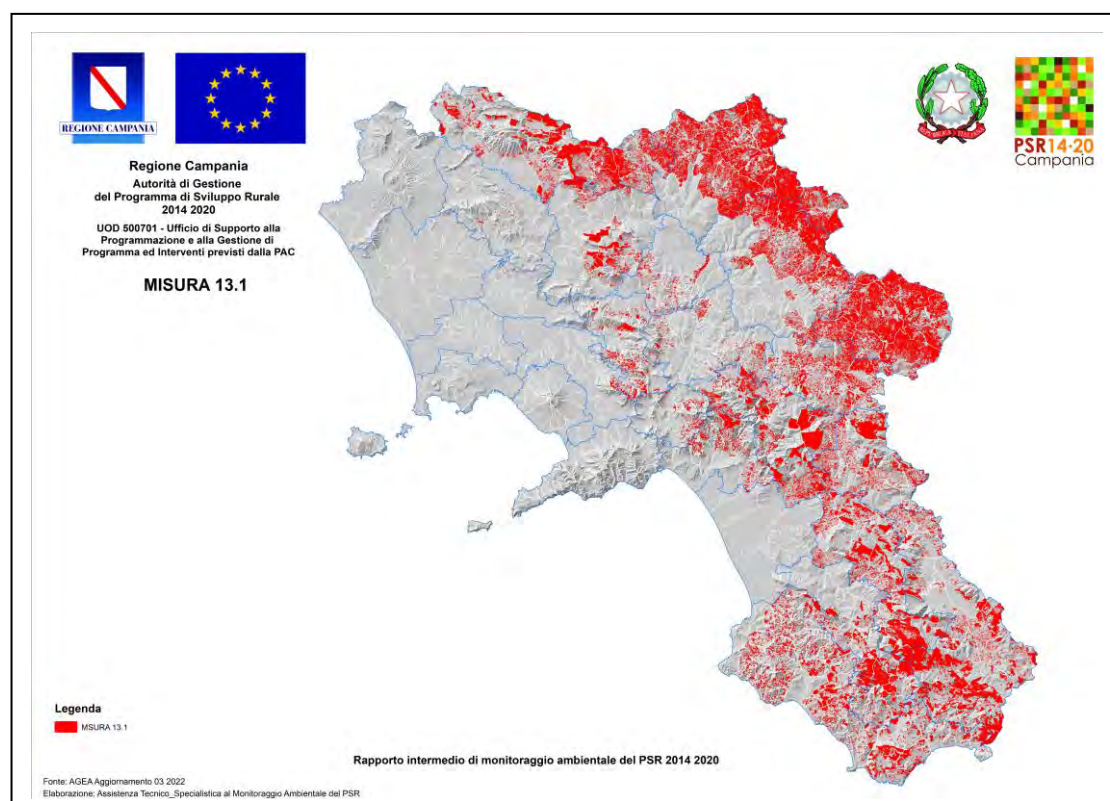 REGIONE CAMPANIA
Regione Campania
Autorità di Gestione
del Programma di Sviluppo Rurale
2014 2020
UOD 500701 - Ufficio di Supporto alla
Programmazione e alla Gestione di
Programma ed Interventi previsti dalla PAC
MISURA 13.1
REPVBBLICA ITALIANA
PSR14·20
Campania
Legenda
MISURA 13.1
Rapporto intermedio di monitoraggio ambientale del PSR 2014 2020
Fonte: AGEA Aggiornamento 03 2022
Elaborazione: Assistenza Tecnico_Specialistica al Monitoraggio Ambientale del PSR